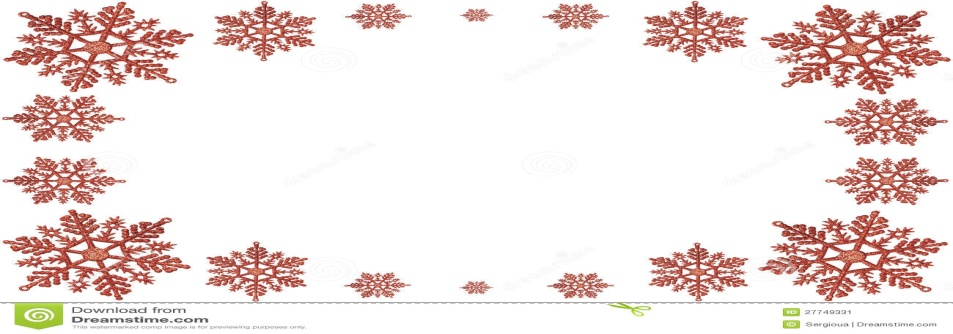 Download from
Dreamstime.com
This watermarked comp image is for previewing purposes only.
ID 27749331
Sergioua | Dreamstime.com